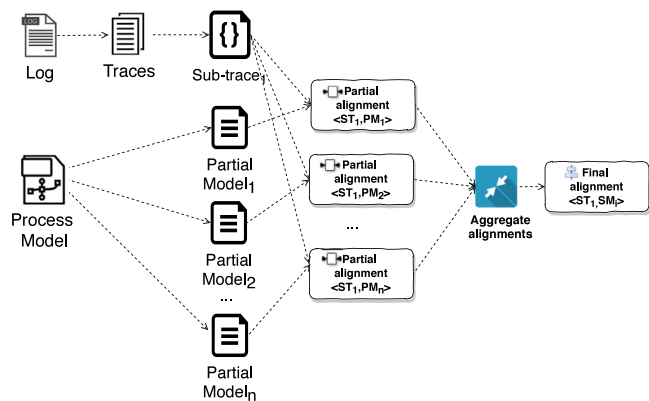 LOG
Log
Traces
Sub-trace1
Partial
alignment
<ST1,PM1>
Partial
Model1
Process
Model
Partial
alignment
<ST1,PM2>
...
Partial
Model2
...
Partial
alignment
<ST1,PMn>
Partial
Modeln
Aggregate
alignments
Final
alignment
<ST1,SMi>